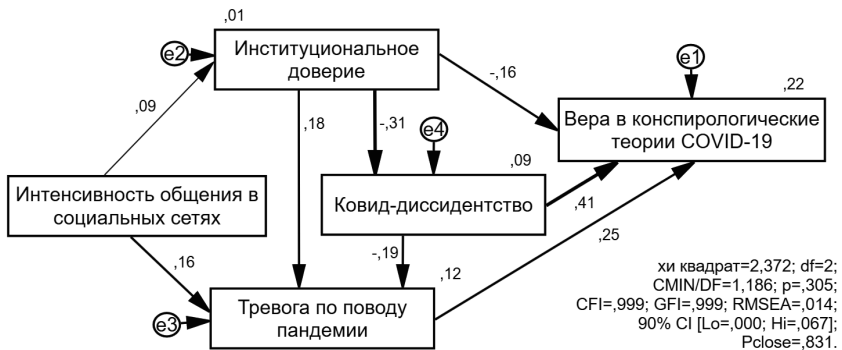 ,01
e2
Институциональное
доверие
e1
-,16
,22
,09
,18
-,31
e4
Вера в конспирологические
теории COVID-19
,09
Интенсивность общения в
социальных сетях
Ковид-диссидентство
,41
,16
-,19
,25
,12
e3
Тревога по поводу
пандемии
хи квадрат=2,372; df=2;
CMIN/DF=1,186; p=,305;
CFI=,999; GFI=,999; RMSEA=,014;
90% CI [Lo=,000; Hi=,067];
Pclose=,831.